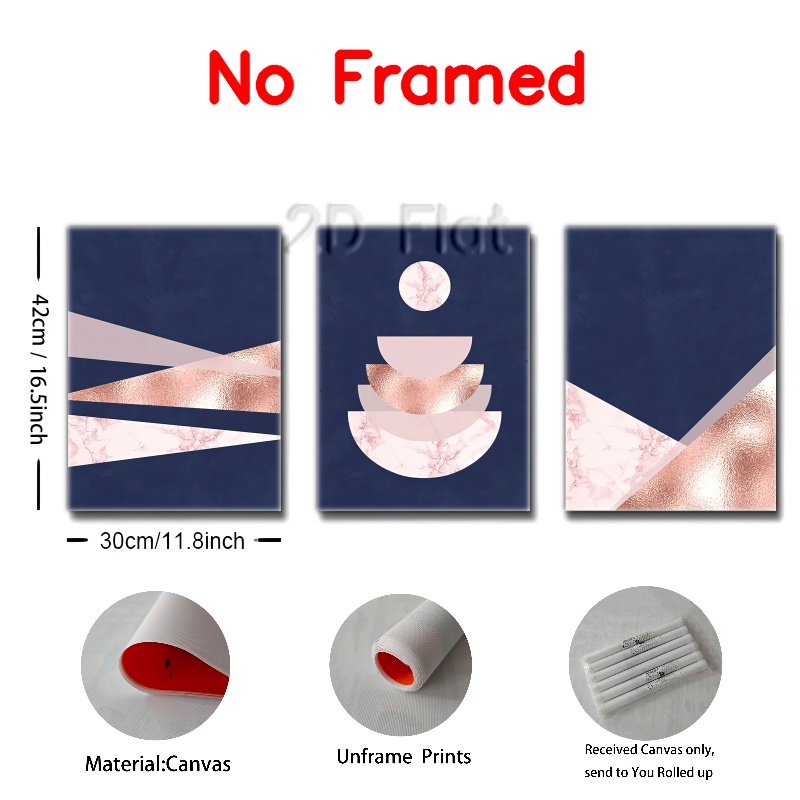 No Framed
2D Flat
42cm / 16.5inch
30cm/11.8inch
Material:Canvas
Unframe Prints
Received Canvas only,
send to You Rolled up